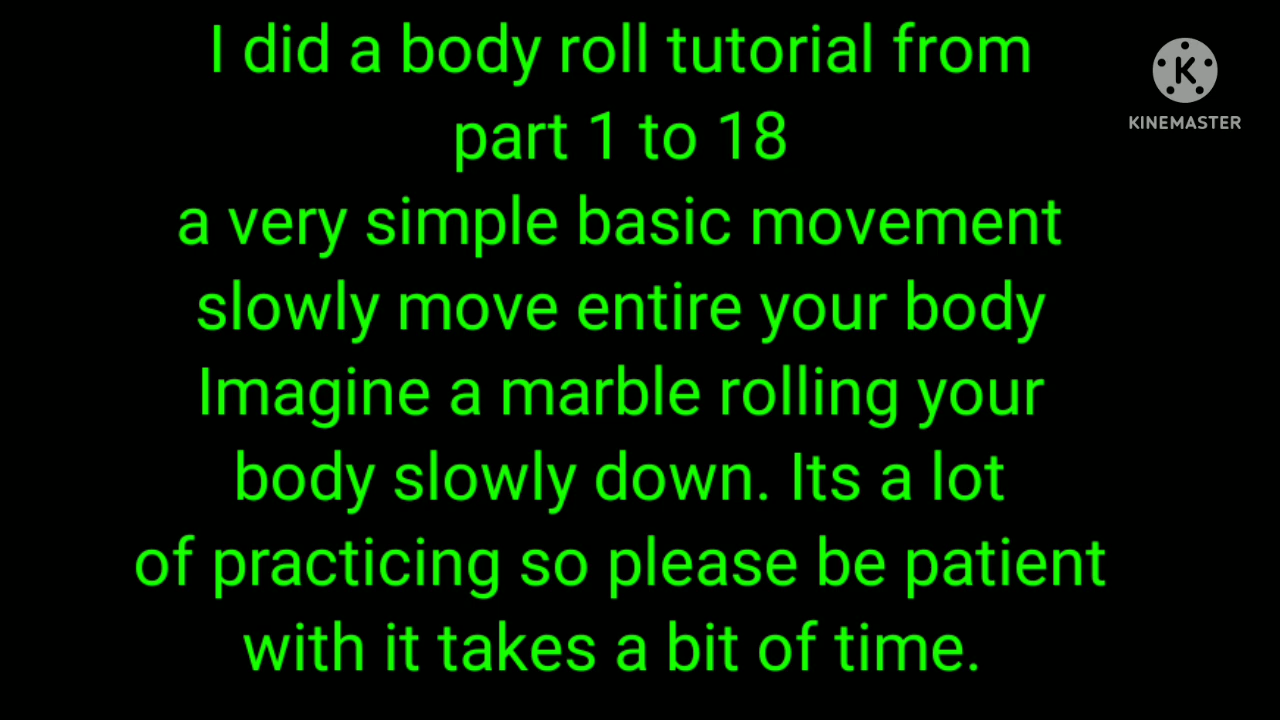 I did a body roll tutorial from
part 1 to 18
a very simple basic movement
slowly move entire your body
Imagine a marble rolling your
body slowly down. Its a lot
of practicing so please be patient
with it takes a bit of time.
K
KINEMASTER